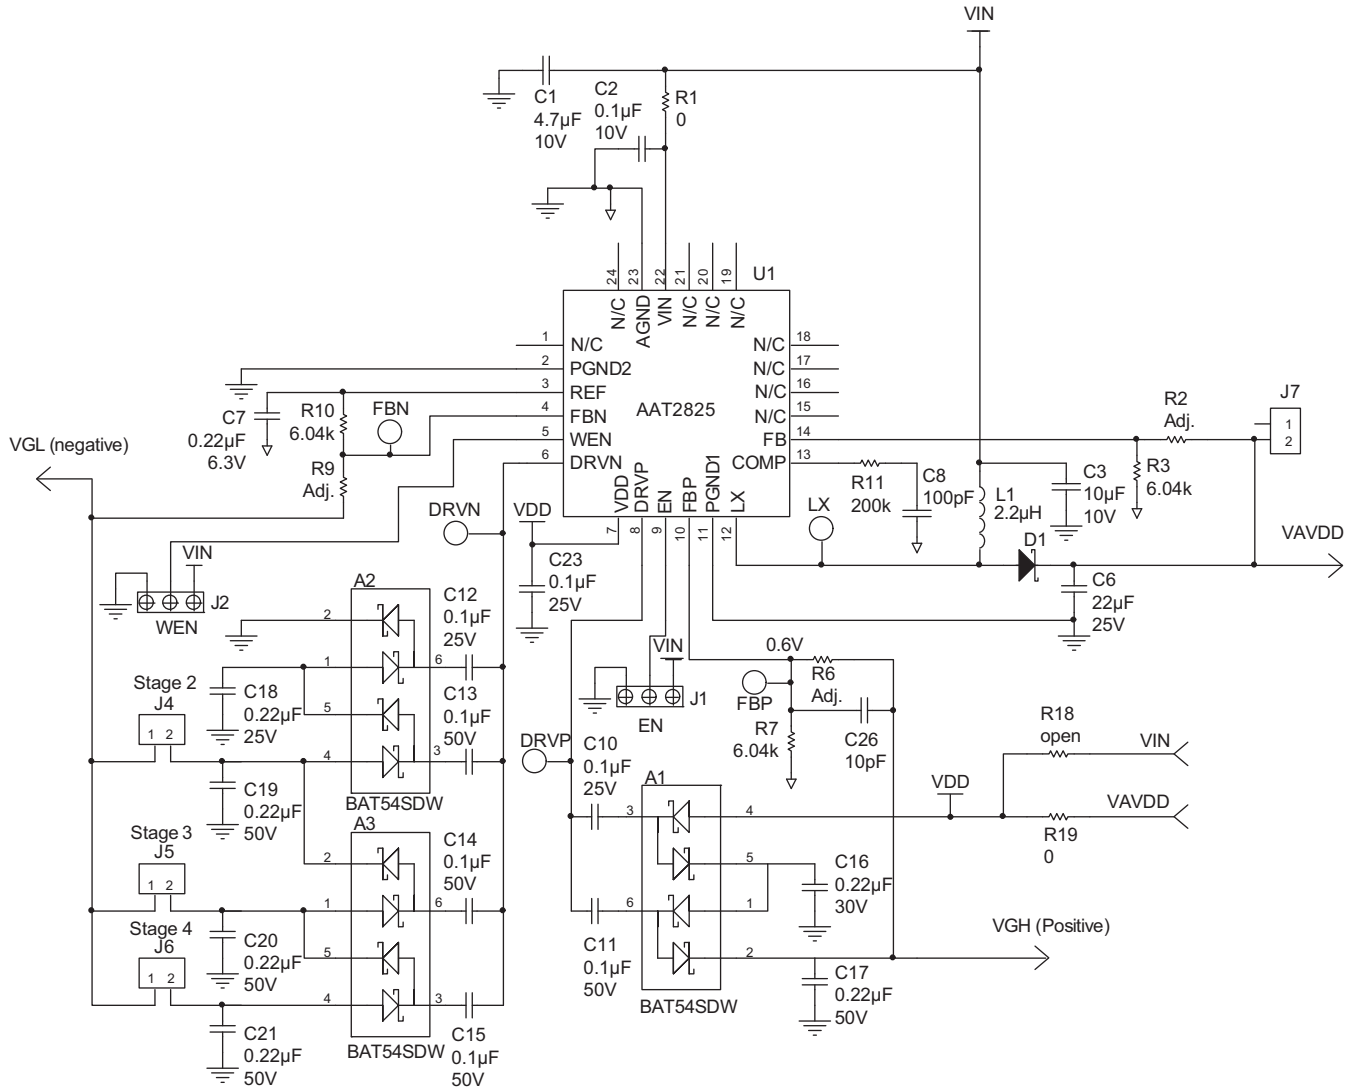 VIN
C1
4.7µF
10V
C2
0.1µF
10V
R1
0
24
23
22
21
20
19
U1
N/C
AGND
VIN
N/C
N/C
N/C
1
N/C
2
PGND2
3
REF
4
FBN
5
WEN
6
DRVN
AAT2825
N/C
18
N/C
17
N/C
16
N/C
15
FB
14
COMP
13
VDD
DRVP
EN
FBP
PGND1
LX
7
8
9
10
11
12
C7
0.22µF
6.3V
R10
6.04k
FBN
R9
Adj.
VGL (negative)
R2
Adj.
J7
1
2
R3
6.04k
R11
200k
C8
100pF
L1
2.2µH
C3
10µF
10V
LX
D1
VAVDD
C6
22µF
25V
DRVN
VDD
C23
0.1µF
25V
VIN
J2
WEN
A2
2
1
5
4
6
3
BAT54SDW
C12
0.1µF
25V
C13
0.1µF
50V
Stage 2
J4
1 2
C18
0.22µF
25V
C19
0.22µF
50V
VIN
J1
EN
0.6V
FBP
R6
Adj.
R7
6.04k
C26
10pF
DRVP
C10
0.1µF
25V
A1
3
4
5
6
1
2
BAT54SDW
C11
0.1µF
50V
C16
0.22µF
30V
C17
0.22µF
50V
VGH (Positive)
VDD
R18
open
VIN
VAVDD
R19
0
Stage 3
J5
1 2
A3
2
1
5
4
6
3
BAT54SDW
C14
0.1µF
50V
C15
0.1µF
50V
Stage 4
J6
1 2
C20
0.22µF
50V
C21
0.22µF
50V